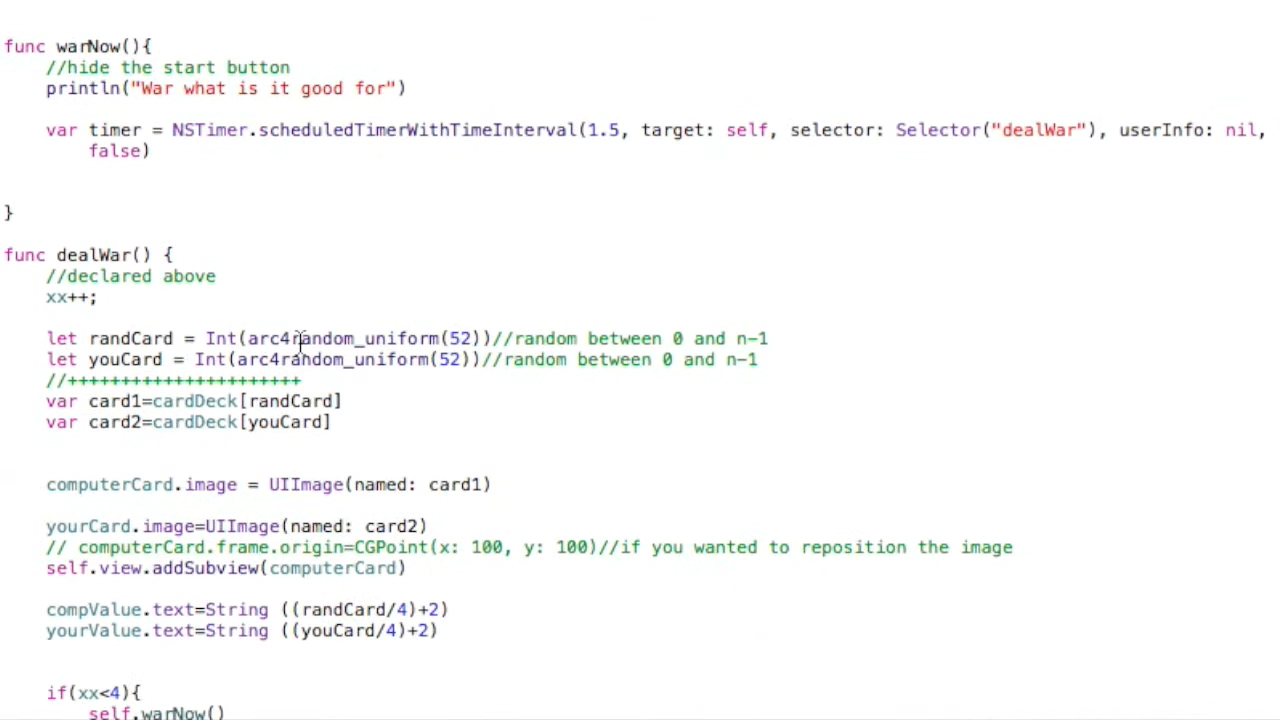 func warNow(){
//hide the start button
println("War what is it good for")
var timer = NSTimer.scheduledTimerWithTimeInterval(1.5, target: self, selector: Selector("dealWar"), userInfo: nil,
false)
}
func dealWar() {
//declared above
xx++;
let randCard = Int(arc4random_uniform(52))//random between 0 and n-1
let youCard = Int(arc4random_uniform(52))//random between 0 and n-1
//++++++++++++++++++++++
var card1=cardDeck[randCard]
var card2=cardDeck[youCard]
computerCard.image = UIImage(named: card1)
yourCard.image=UIImage(named: card2)
// computerCard.frame.origin=CGPoint(x: 100, y: 100)//if you wanted to reposition the image
self.view.addSubview(computerCard)
compValue.text=String ((randCard/4)+2)
yourValue.text=String ((youCard/4)+2)
if(xx<4){
self.warNow()